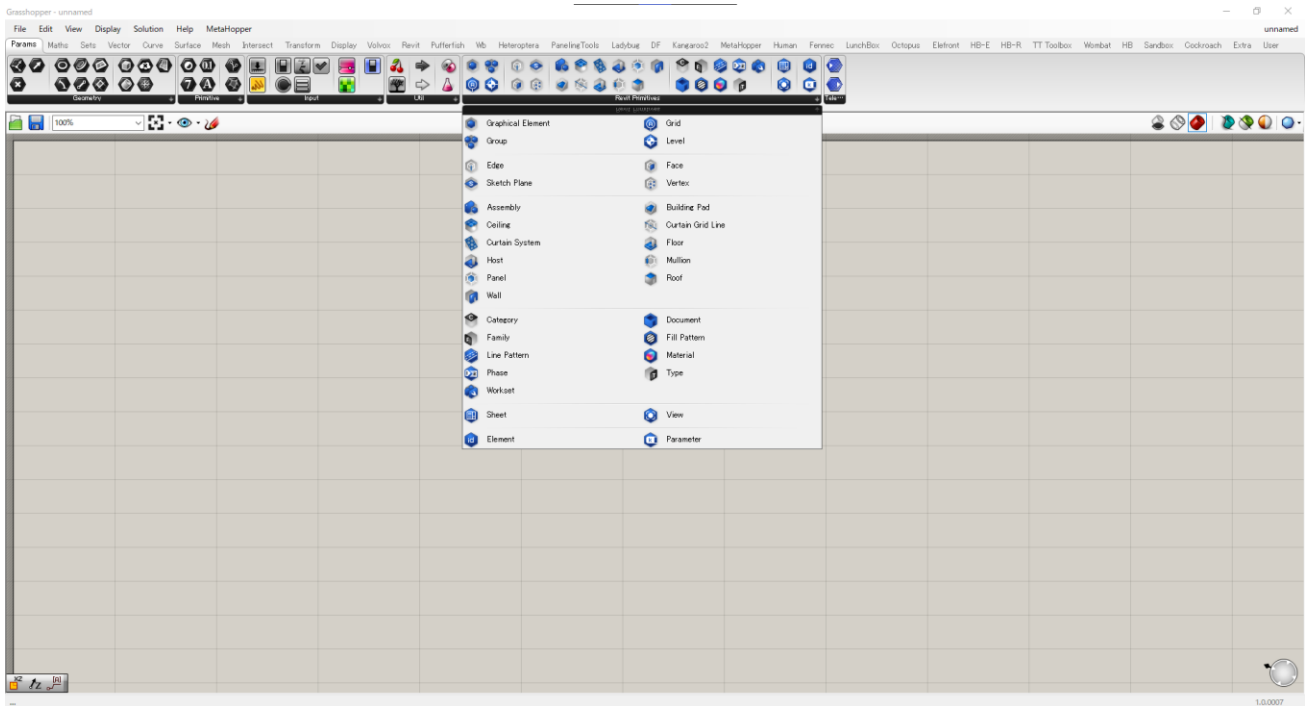 Grasshopper - unnamed
File Edit View Display Solution Help MetaHopper unnamed
Params Maths Sets Vector Curve Surface Mesh Intersect Transform Display Volvox Revit Pufferfish Wb Heteroptera PanelingTools Ladybug DF Kangaroo2 MetaHopper Human Fennec LunchBox Octopus Elefront HB-E HB-R TT Toolbox Wombat HB Sandbox Cockroach Extra User
Geometry Primitive Input Util Revit Primitives Tele...
Revit Primitives
100%
Graphical Element Grid
Group Level
Edge Face
Sketch Plane Vertex
Assembly Building Pad
Ceiling Curtain Grid Line
Curtain System Floor
Host Mullion
Panel Roof
Wall
Category Document
Family Fill Pattern
Line Pattern Material
Phase Type
Workset
Sheet View
Element Parameter
XZ
...
1.0.0007